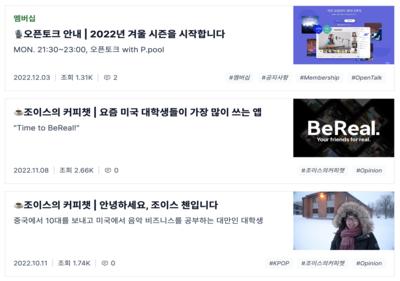 멤버십
🎙오픈토크 안내 | 2022년 겨울 시즌을 시작합니다
MON. 21:30~23:00, 오픈토크 with P.pool
2022.12.03 | 조회 1.31K | 2
#멤버십 #공지사항 #Membership #OpenTalk
☕조이스의 커피챗 | 요즘 미국 대학생들이 가장 많이 쓰는 앱
"Time to BeReal!"
BeReal.
Your friends for real.
2022.11.08 | 조회 2.66K | 0
#조이스의커피챗 #Opinion
☕조이스의 커피챗 | 안녕하세요, 조이스 첸입니다
중국에서 10대를 보내고 미국에서 음악 비즈니스를 공부하는 대만인 대학생
2022.10.11 | 조회 1.74K | 0
#KPOP #조이스의커피챗 #Opinion